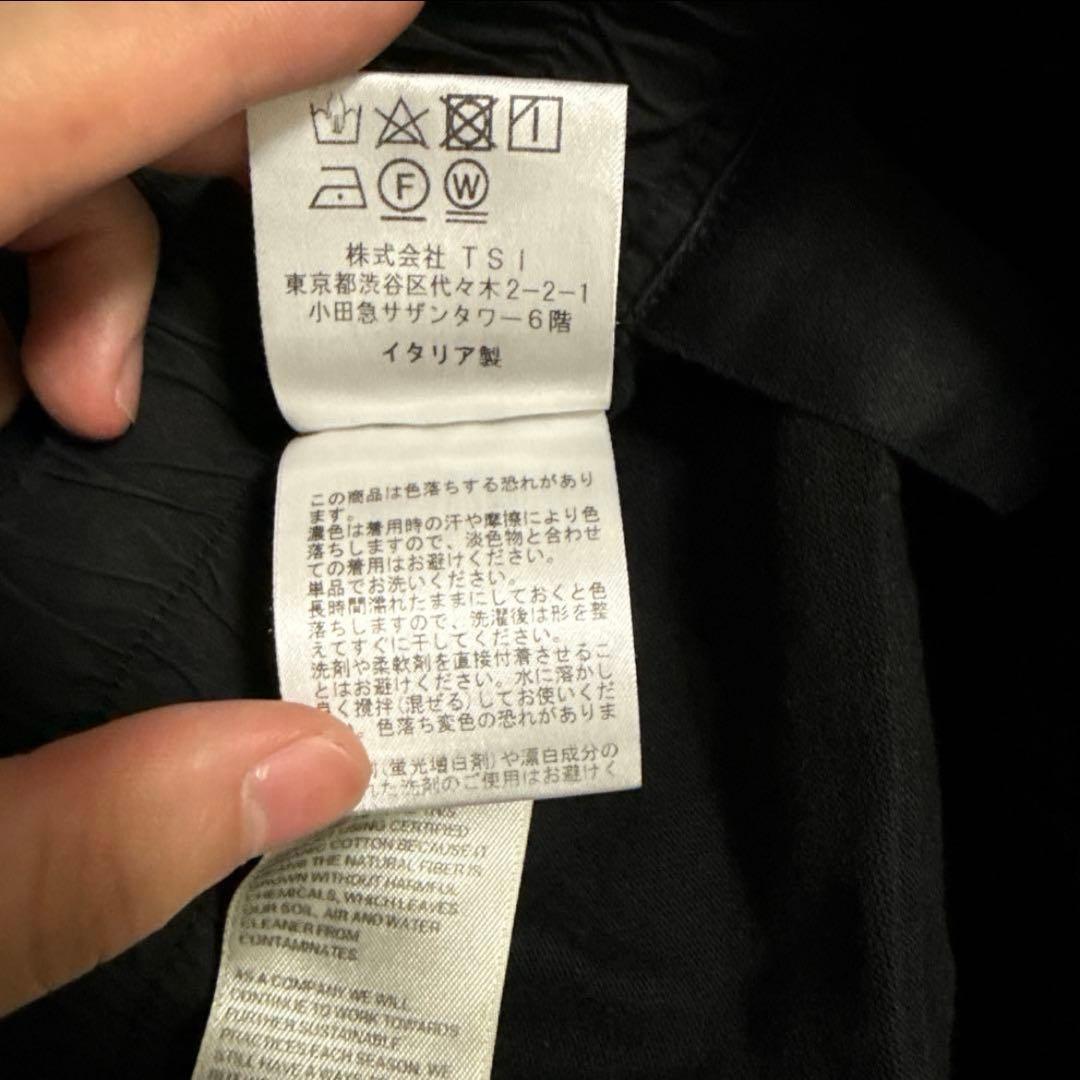 F W
株式会社 TSI
東京都渋谷区代々木2-2-1
小田急サザンタワー6階
イタリア製
この商品は色落ちする恐れがあり
ます。
濃色は着用時の汗や摩擦により色
落ちしますので、淡色物と合わせ
ての着用はお避けください。
単品でお洗いください。
長時間濡れたままにしておくと色
落ちしますので、洗濯後は形を整
えてすぐに干してください。
洗剤や柔軟剤を直接付着させるこ
とはお避けください。水に溶かし
良く攪拌(混ぜる)してお使いくだ
。色落ち変色の恐れがありま
(蛍光増白剤)や漂白成分の
れた洗剤のご使用はお避けく
USING CERTIFIED
COTTON BECAUSE IT
THE NATURAL FIBER IS
GROWN WITHOUT HARMFUL
CHEMICALS, WHICH LEAVES
OUR SOIL, AIR AND WATER
CLEANER FROM
CONTAMINATES.
AS A COMPANY WE WILL
CONTINUE TO WORK TOWARDS
FURTHER SUSTAINABLE
PRACTICES EACH SEASON. WE
STILL HAVE A WAYS